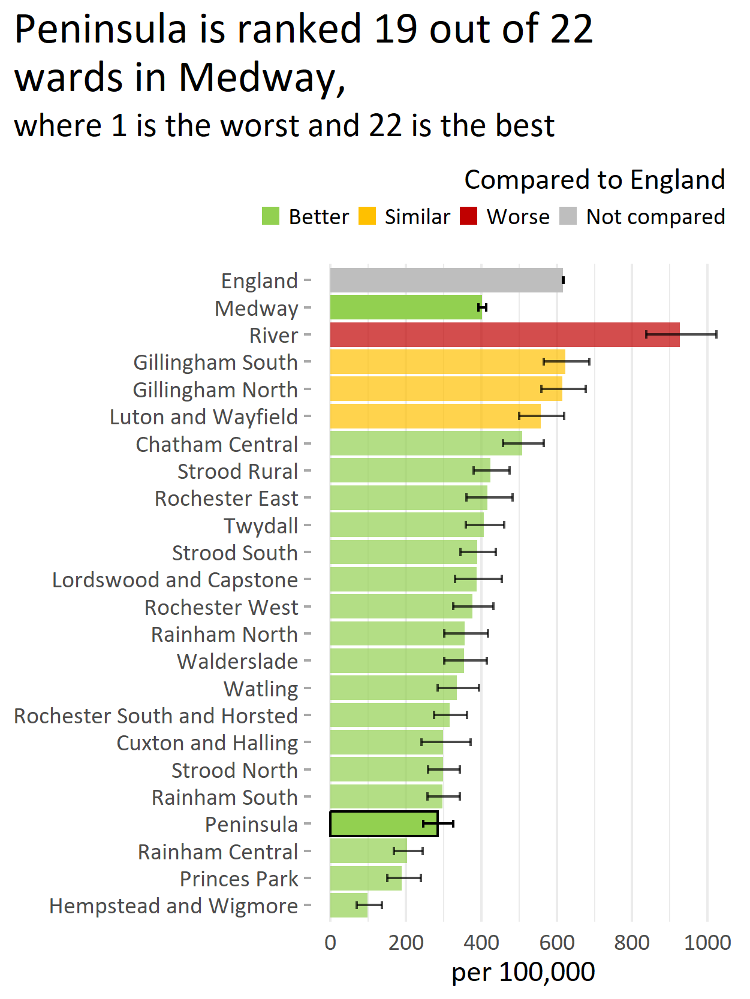 Peninsula is ranked 19 out of 22
wards in Medway,
where 1 is the worst and 22 is the best
Compared to England
Better Similar Worse Not compared
England
Medway
River
Gillingham South
Gillingham North
Luton and Wayfield
Chatham Central
Strood Rural
Rochester East
Twydall
Strood South
Lordswood and Capstone
Rochester West
Rainham North
Walderslade
Watling
Rochester South and Horsted
Cuxton and Halling
Strood North
Rainham South
Peninsula
Rainham Central
Princes Park
Hempstead and Wigmore
0 200 400 600 800 1000
per 100,000